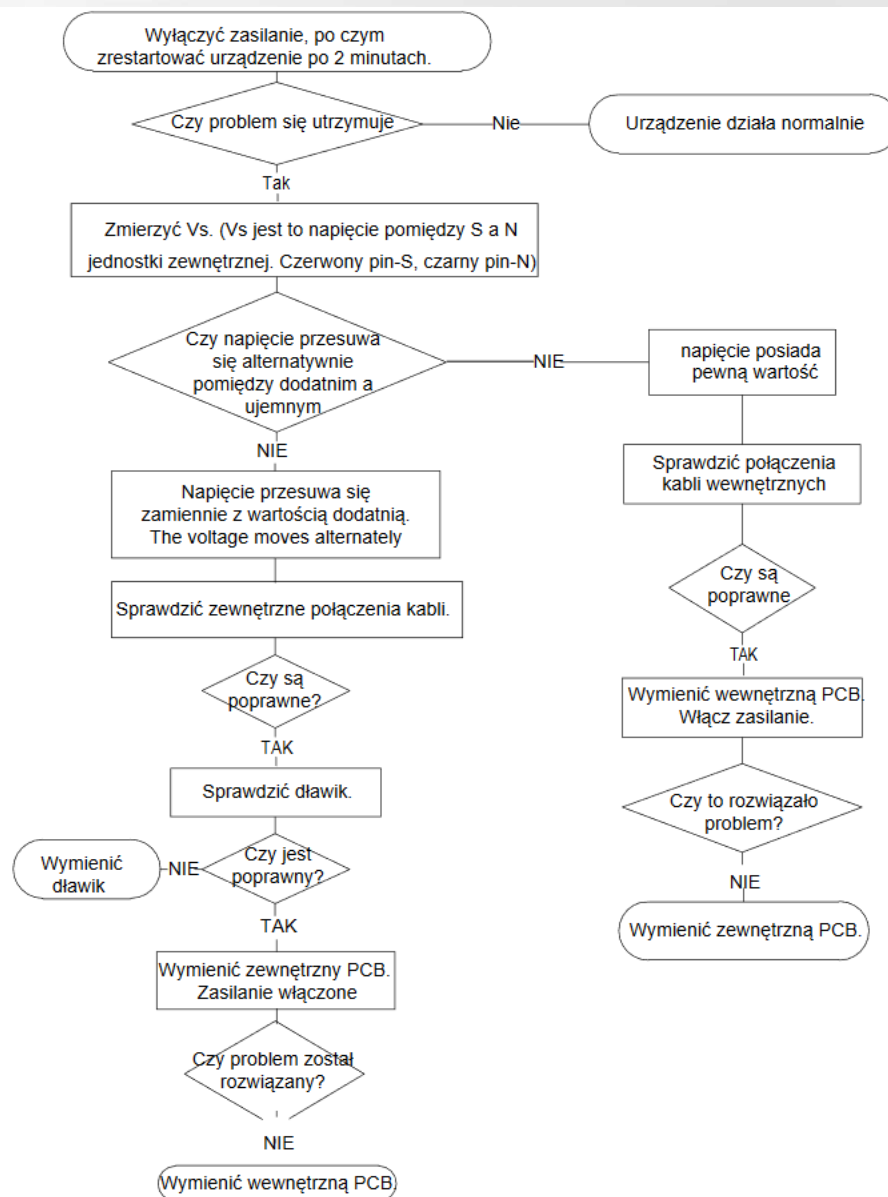 Wyłączyć zasilanie, po czym
zrestartować urządzenie po 2 minutach.
Czy problem się utrzymuje
Nie
Urządzenie działa normalnie
Tak
Zmierzyć Vs. (Vs jest to napięcie pomiędzy S a N
jednostki zewnętrznej. Czerwony pin-S, czarny pin-N)
Czy napięcie przesuwa
się alternatywnie
pomiędzy dodatnim a
ujemnym
NIE
napięcie posiada
pewną wartość
NIE
Napięcie przesuwa się
zamiennie z wartością dodatnią.
The voltage moves alternately
Sprawdzić połączenia
kabli wewnętrznych
Czy są
poprawne
Sprawdzić zewnętrzne połączenia kabli.
Czy są
poprawne?
TAK
TAK
Wymienić wewnętrzną PCB.
Włącz zasilanie.
Sprawdzić dławik.
Czy to rozwiązało
problem?
Wymienić
dławik
NIE
Czy jest
poprawny?
NIE
TAK
Wymienić zewnętrzną PCB.
Wymienić zewnętrzny PCB.
Zasilanie włączone
Czy problem został
rozwiązany?
NIE
Wymienić wewnętrzną PCB.